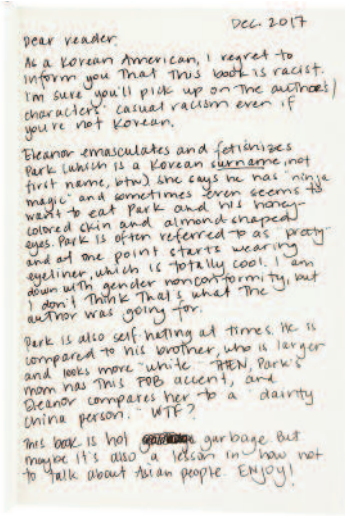 Dec. 2017
Dear reader,
As a Korean American, I regret to
inform you that this book is racist.
I'm sure you'll pick up on the author's/
characters' casual racism even if
you're not Korean.
Eleanor emasculates and fetishizes
Park (which is a Korean surname, not
first name, btw). She says he has "ninja
magic" and sometimes even seems to
want to eat Park and his honey-
colored skin and almond-shaped
eyes. Park is often referred to as "pretty"
and at one point starts wearing
eyeliner, which is totally cool. I am
down with gender nonconformity, but
I don't think that's what the
author was going for.
Park is also self-hating at times. He is
compared to his brother, who is larger
and looks more "white." THEN, Park's
mom has this FOB accent, and
Eleanor compares her to a "dainty
China person." WTF?
This book is hot garbage. But
maybe it's also a lesson in how not
to talk about Asian people. ENJOY!